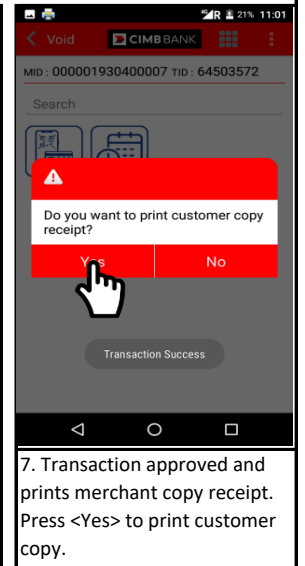 4G R 21% 11:01
Void CIMB BANK
MID : 000001930400007 TID : 64503572
Search
Do you want to print customer copy
receipt?
Yes No
Transaction Success
7. Transaction approved and
prints merchant copy receipt.
Press <Yes> to print customer
copy.